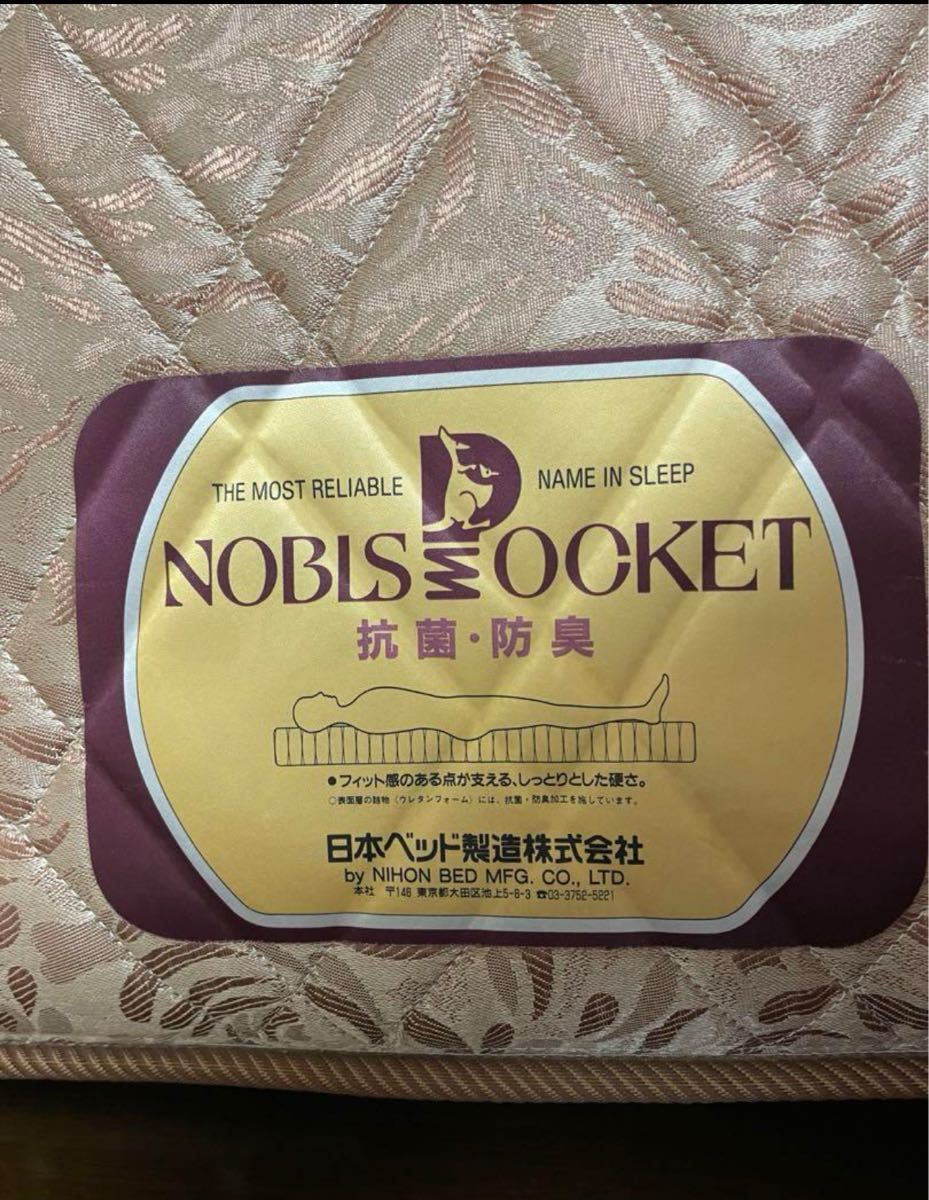 THE MOST RELIABLE NAME IN SLEEP
NOBLS POCKET
抗菌・防臭
●フィット感のある点が支える、しっとりとした硬さ。
○表面層の詰物(ウレタンフォーム)には、抗菌・防臭加工を施しています。
日本ベッド製造株式会社
by NIHON BED MFG. CO., LTD.
本社 〒146 東京都大田区池上5-6-3 ☎03-3752-5221